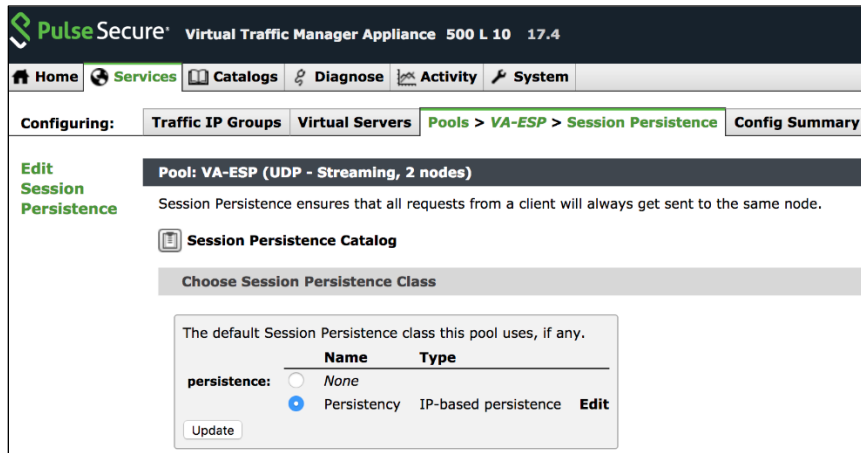 Pulse Secure® Virtual Traffic Manager Appliance 500 L 10 17.4
Home Services Catalogs Diagnose Activity System
Configuring: Traffic IP Groups Virtual Servers Pools > VA-ESP > Session Persistence Config Summary
Edit
Session
Persistence
Pool: VA-ESP (UDP - Streaming, 2 nodes)
Session Persistence ensures that all requests from a client will always get sent to the same node.
Session Persistence Catalog
Choose Session Persistence Class
The default Session Persistence class this pool uses, if any.
Name Type
persistence: None
Persistency IP-based persistence Edit
Update